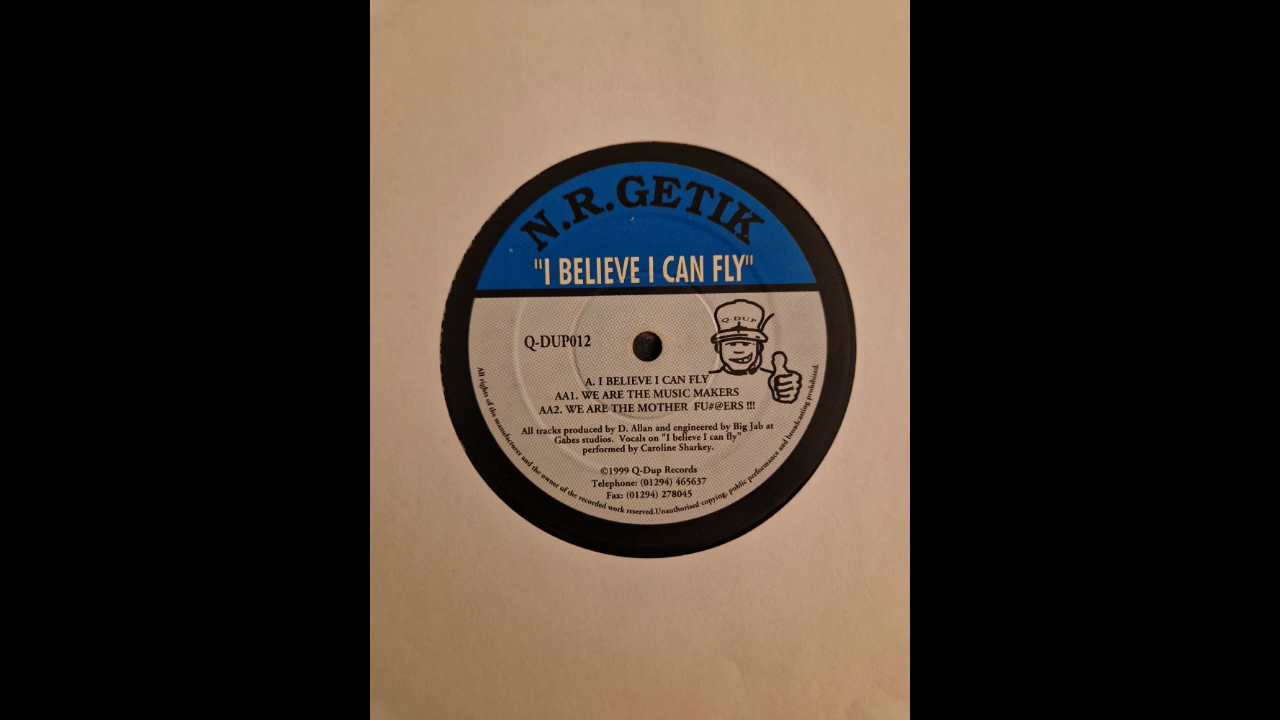 N.R.GETIK
"I BELIEVE I CAN FLY"
Q-DUP
Q-DUP012
A. I BELIEVE I CAN FLY
AA1. WE ARE THE MUSIC MAKERS
AA2. WE ARE THE MOTHER FU#@ERS !!!
All tracks produced by D. Allan and engineered by Big Jab at
Gabes studios. Vocals on "I believe I can fly"
performed by Caroline Sharkey.
©1999 Q-Dup Records
Telephone: (01294) 465637
Fax: (01294) 278045
All rights of the manufacturer and the owner of the recorded work reserved.Unauthorised copying, public performance and broadcasting prohibited.